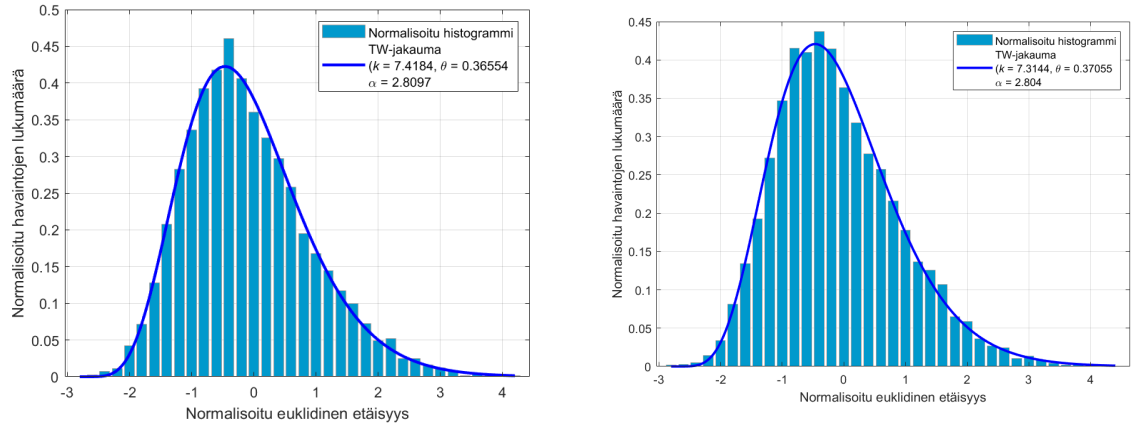 0.5
0.45
0.4
0.35
0.3
0.25
0.2
0.15
0.1
0.05
0
-3 -2 -1 0 1 2 3 4
Normalisoitu havaintojen lukumäärä
Normalisoitu euklidinen etäisyys
Normalisoitu histogrammi
TW-jakauma
(k = 7.4184, θ = 0.36554
α = 2.8097
0.45
0.4
0.35
0.3
0.25
0.2
0.15
0.1
0.05
0
-3 -2 -1 0 1 2 3 4
Normalisoitu havaintojen lukumäärä
Normalisoitu euklidinen etäisyys
Normalisoitu histogrammi
TW-jakauma
(k = 7.3144, θ = 0.37055
α = 2.804